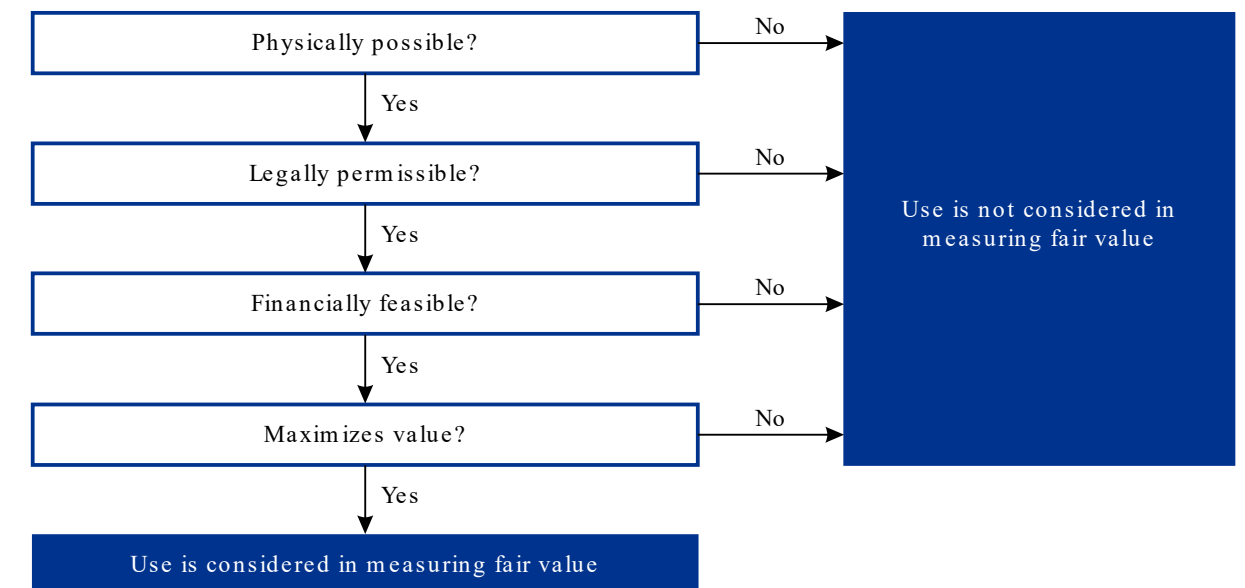 Physically possible?
No
Yes
Legally permissible?
No
Use is not considered in
measuring fair value
Yes
Financially feasible?
No
Yes
Maximizes value?
No
Yes
Use is considered in measuring fair value